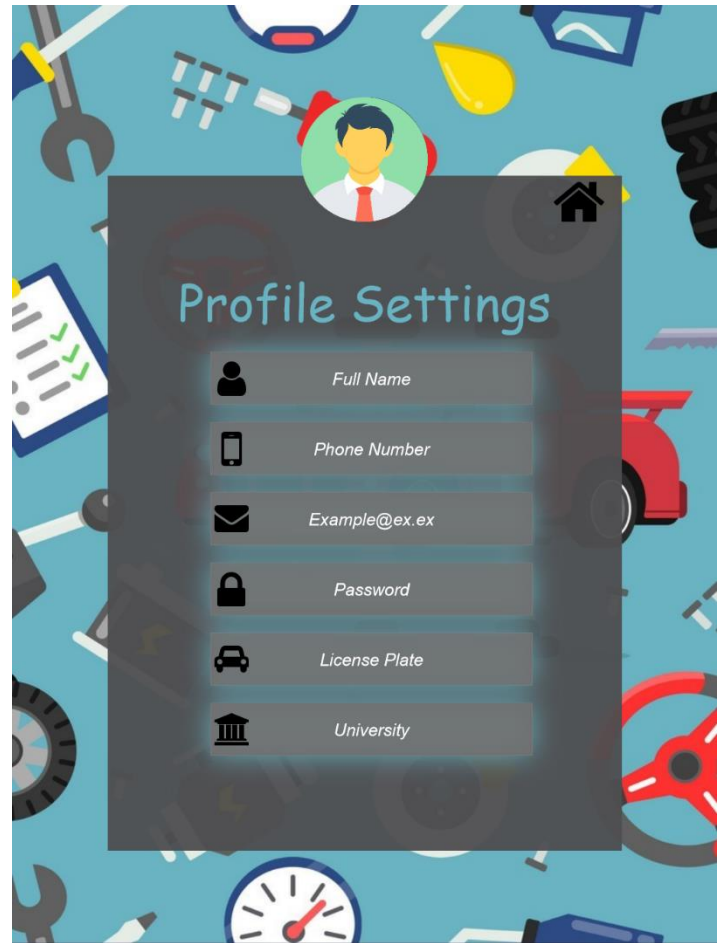 Profile Settings
Full Name
Phone Number
Example@ex.ex
Password
License Plate
University